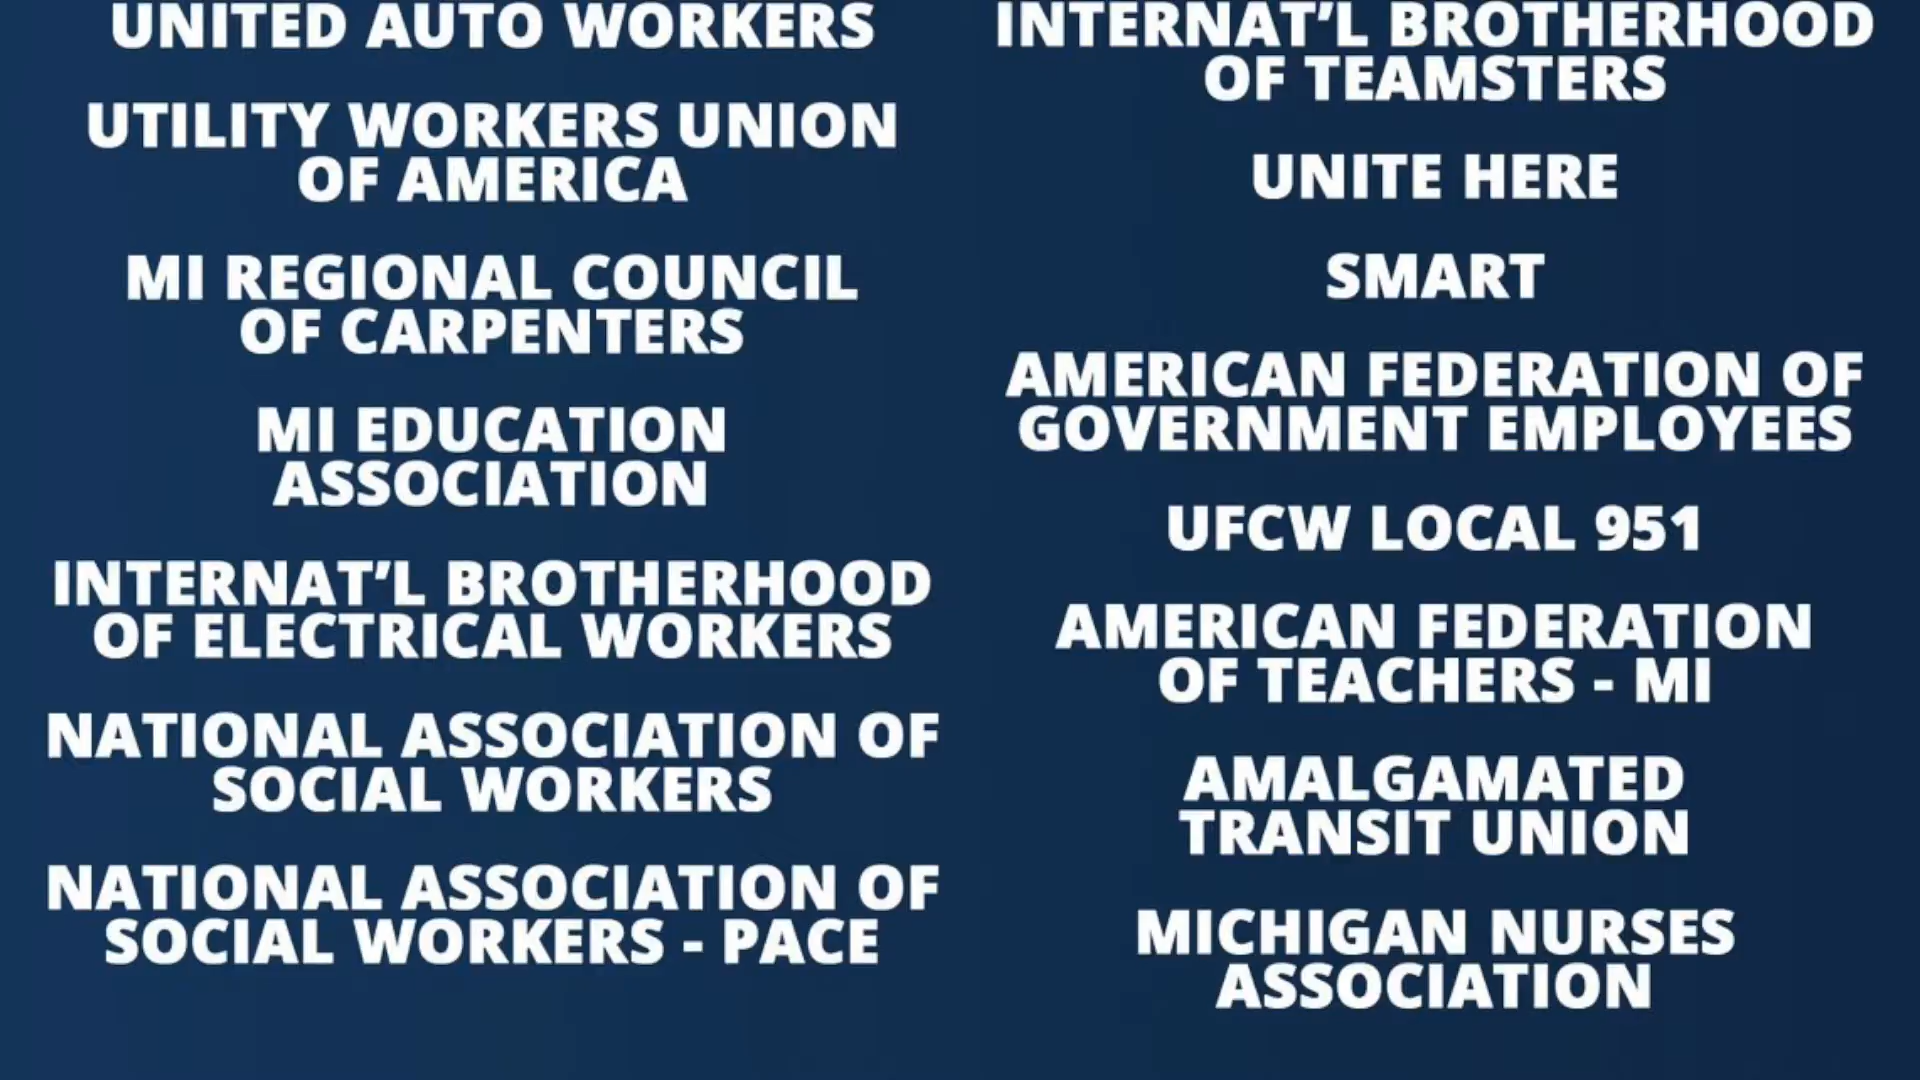 UNITED AUTO WORKERS
UTILITY WORKERS UNION
OF AMERICA
MI REGIONAL COUNCIL
OF CARPENTERS
MI EDUCATION
ASSOCIATION
INTERNAT’L BROTHERHOOD
OF ELECTRICAL WORKERS
NATIONAL ASSOCIATION OF
SOCIAL WORKERS
NATIONAL ASSOCIATION OF
SOCIAL WORKERS - PACE
INTERNAT’L BROTHERHOOD
OF TEAMSTERS
UNITE HERE
SMART
AMERICAN FEDERATION OF
GOVERNMENT EMPLOYEES
UFCW LOCAL 951
AMERICAN FEDERATION
OF TEACHERS - MI
AMALGAMATED
TRANSIT UNION
MICHIGAN NURSES
ASSOCIATION